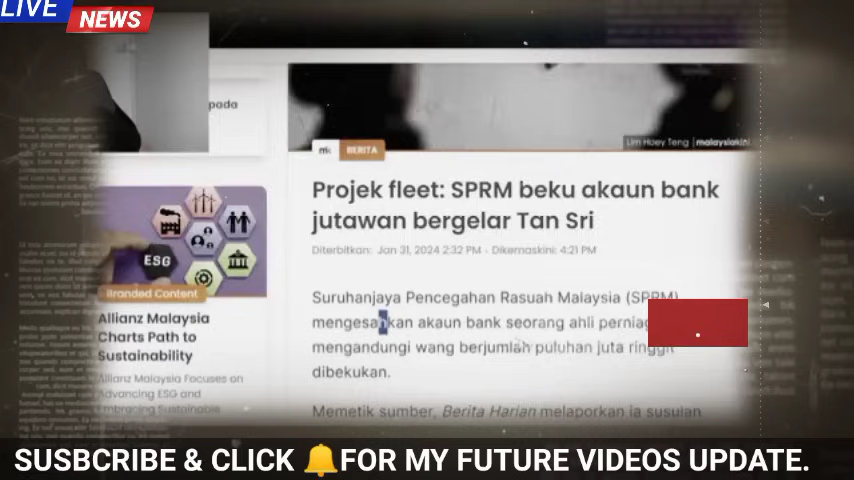 LIVE
NEWS
pada
Lim Huey Teng | malaysiakini
mk BERITA
Projek fleet: SPRM beku akaun bank
jutawan bergelar Tan Sri
Diterbitkan: Jan 31, 2024 2:32 PM · Dikemaskini: 4:21 PM
Suruhanjaya Pencegahan Rasuah Malaysia (SPRM)
mengesahkan akaun bank seorang ahli perniag
mengandungi wang berjumlah puluhan juta ringgit
dibekukan.
Memetik sumber, Berita Harian melaporkan ia susulan
ESG
Branded Content
Allianz Malaysia
Charts Path to
Sustainability
Allianz Malaysia Focuses on
Advancing ESG and
Embracing Sustainable
SUSBCRIBE & CLICK 🔔FOR MY FUTURE VIDEOS UPDATE.